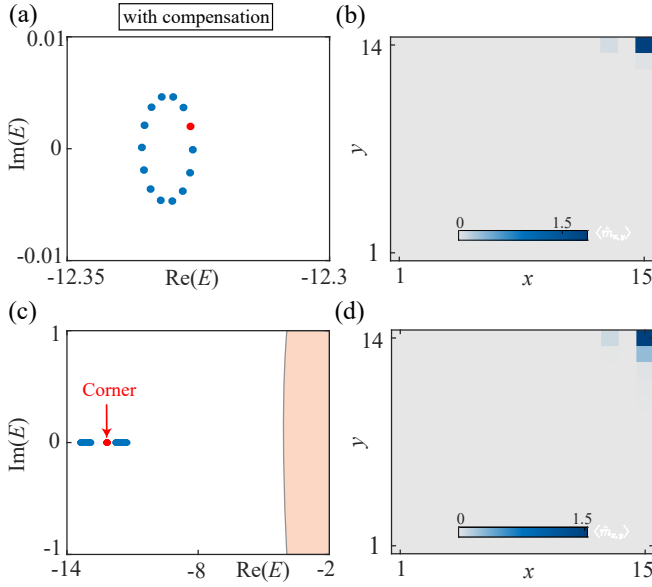 (a)
with compensation
(b)
0.01
0
-0.01
Im(E)
-12.35
Re(E)
-12.3
14
y
1
0
1.5
⟨m̂x,y⟩
1
x
15
(c)
(d)
1
0
-1
Im(E)
Corner
-14
-8
Re(E)
-2
14
y
1
0
1.5
⟨m̂x,y⟩
1
x
15